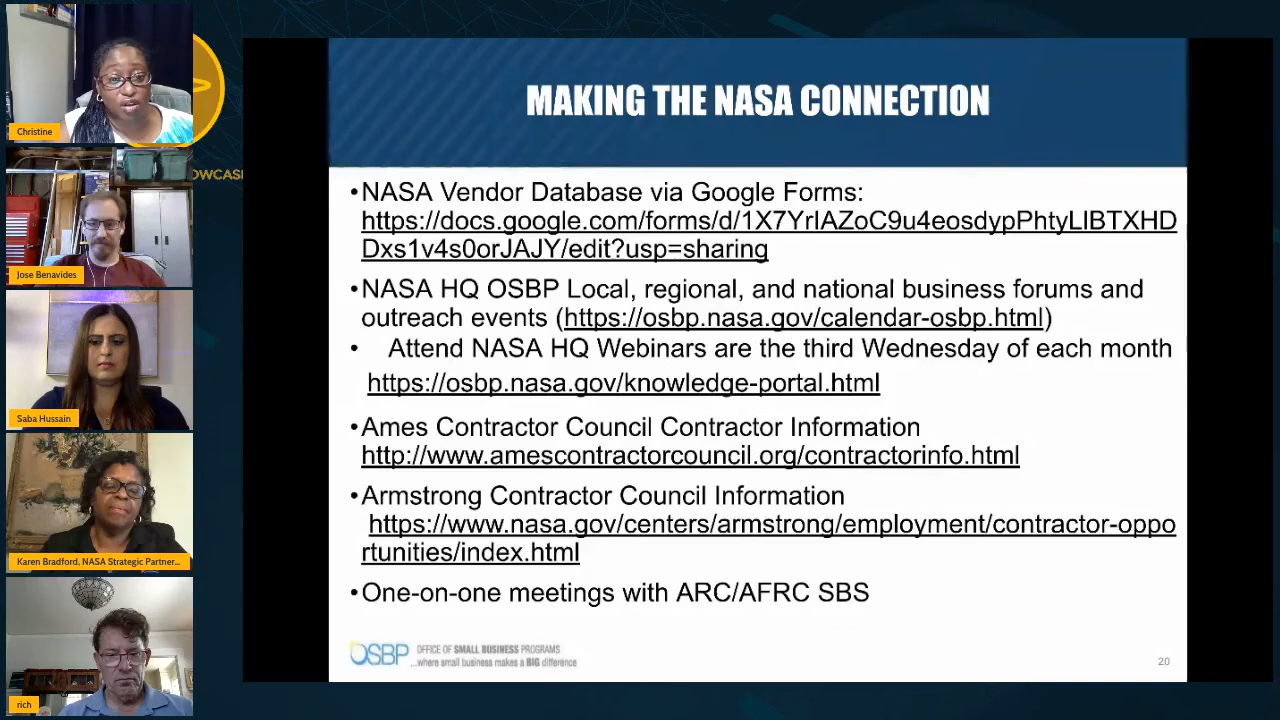 Christine
OWCASE
Jose Benavides
Saba Hussain
Karen Bradford, NASA Strategic Partner...
rich
MAKING THE NASA CONNECTION
•NASA Vendor Database via Google Forms:
https://docs.google.com/forms/d/1X7YrIAZoC9u4eosdypPhtyLIBTXHD
Dxs1v4s0orJAJY/edit?usp=sharing
•NASA HQ OSBP Local, regional, and national business forums and
outreach events (https://osbp.nasa.gov/calendar-osbp.html)
• Attend NASA HQ Webinars are the third Wednesday of each month
https://osbp.nasa.gov/knowledge-portal.html
•Ames Contractor Council Contractor Information
http://www.amescontractorcouncil.org/contractorinfo.html
•Armstrong Contractor Council Information
https://www.nasa.gov/centers/armstrong/employment/contractor-oppo
rtunities/index.html
•One-on-one meetings with ARC/AFRC SBS
OSBP OFFICE OF SMALL BUSINESS PROGRAMS
...where small business makes a BIG difference
20